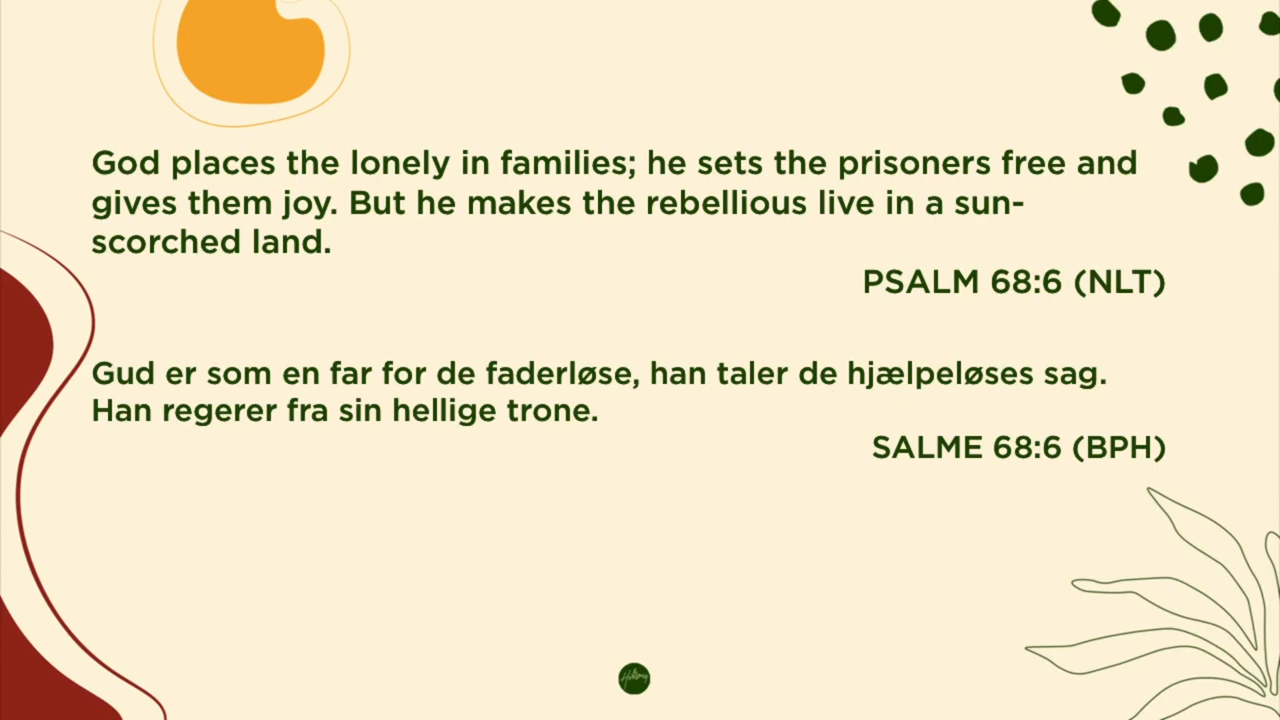 God places the lonely in families; he sets the prisoners free and
gives them joy. But he makes the rebellious live in a sun-
scorched land.
PSALM 68:6 (NLT)
Gud er som en far for de faderløse, han taler de hjælpeløses sag.
Han regerer fra sin hellige trone.
SALME 68:6 (BPH)
Hillsong